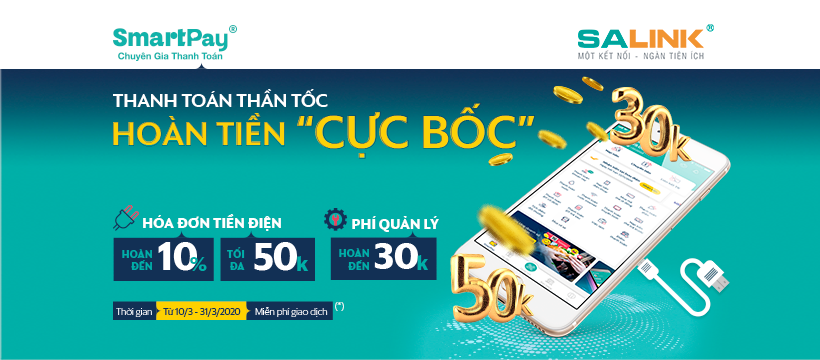 SmartPay®
Chuyên Gia Thanh Toán
SALINK®
MỘT KẾT NỐI - NGÀN TIỆN ÍCH
THANH TOÁN THẦN TỐC
HOÀN TIỀN “CỰC BỐC”
30k
HÓA ĐƠN TIỀN ĐIỆN
HOÀN ĐẾN 10%
TỐI ĐA 50k
PHÍ QUẢN LÝ
HOÀN ĐẾN 30k
50k
Thời gian Từ 10/3 - 31/3/2020 Miễn phí giao dịch (*)